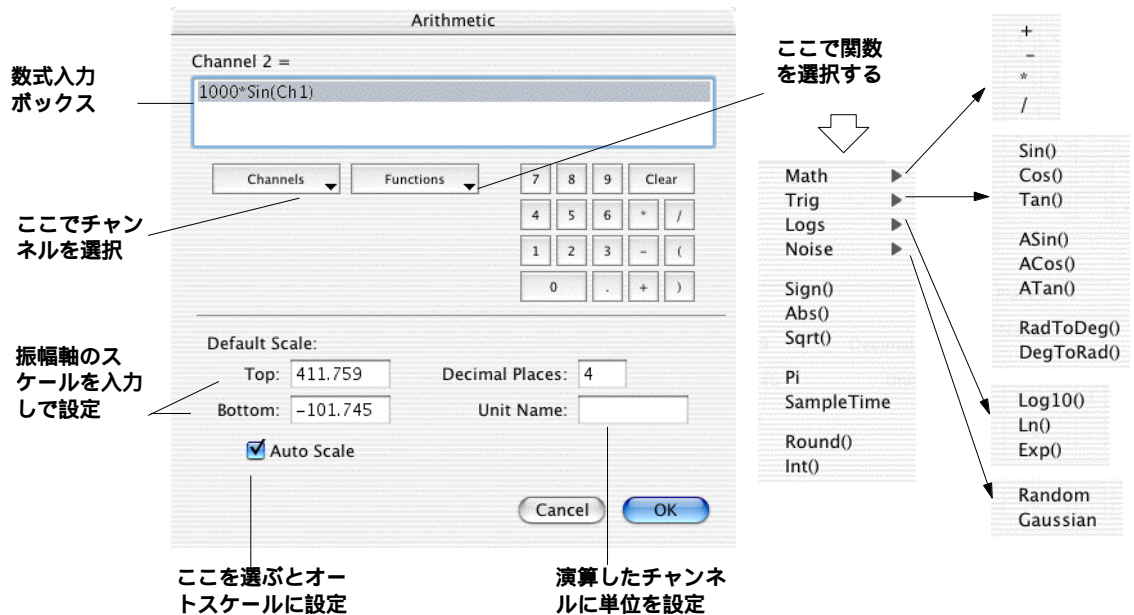 Arithmetic
Channel 2 =
1000*Sin(Ch1)
数式入力
ボックス
ここで関数
を選択する
Channels
Functions
7 8 9 Clear
4 5 6 * /
1 2 3 - (
0 . + )
ここでチャン
ネルを選択
Default Scale:
Top: 411.759
Decimal Places: 4
Bottom: -101.745
Unit Name:
Auto Scale
振幅軸のス
ケールを入力
しで設定
Cancel
OK
ここを選ぶとオー
トスケールに設定
演算したチャンネ
ルに単位を設定
Math
Trig
Logs
Noise
Sign()
Abs()
Sqrt()
Pi
SampleTime
Round()
Int()
+
-
*
/
Sin()
Cos()
Tan()
ASin()
ACos()
ATan()
RadToDeg()
DegToRad()
Log10()
Ln()
Exp()
Random
Gaussian